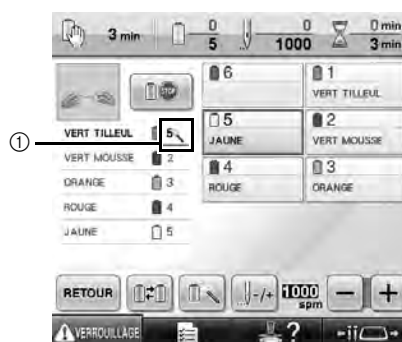 3 min
0
5
0
1000
0 min
3 min
STOP
6
1
VERT TILLEUL
5
JAUNE
2
VERT MOUSSE
4
ROUGE
3
ORANGE
①
VERT TILLEUL 5
VERT MOUSSE 2
ORANGE 3
ROUGE 4
JAUNE 5
RETOUR
-/+
1000
spm
−
+
VERROUILLAGE
?